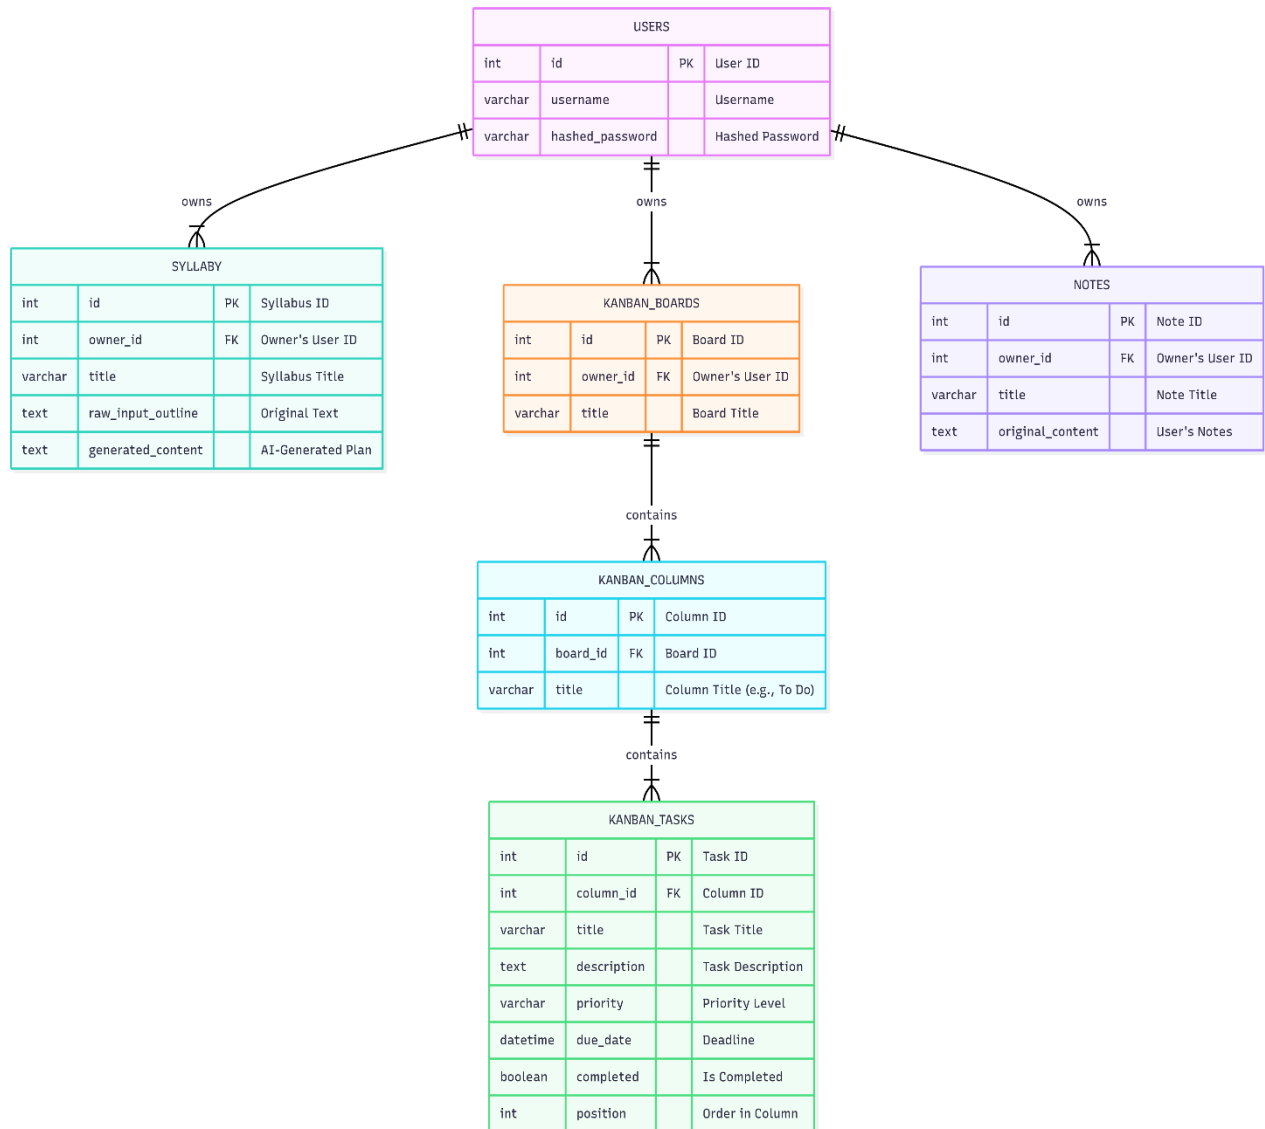 USERS
int id PK User ID
varchar username Username
varchar hashed_password Hashed Password
owns owns owns
SYLLABY
int id PK Syllabus ID
int owner_id FK Owner's User ID
varchar title Syllabus Title
text raw_input_outline Original Text
text generated_content AI-Generated Plan
KANBAN_BOARDS
int id PK Board ID
int owner_id FK Owner's User ID
varchar title Board Title
NOTES
int id PK Note ID
int owner_id FK Owner's User ID
varchar title Note Title
text original_content User's Notes
contains
KANBAN_COLUMNS
int id PK Column ID
int board_id FK Board ID
varchar title Column Title (e.g., To Do)
contains
KANBAN_TASKS
int id PK Task ID
int column_id FK Column ID
varchar title Task Title
text description Task Description
varchar priority Priority Level
datetime due_date Deadline
boolean completed Is Completed
int position Order in Column